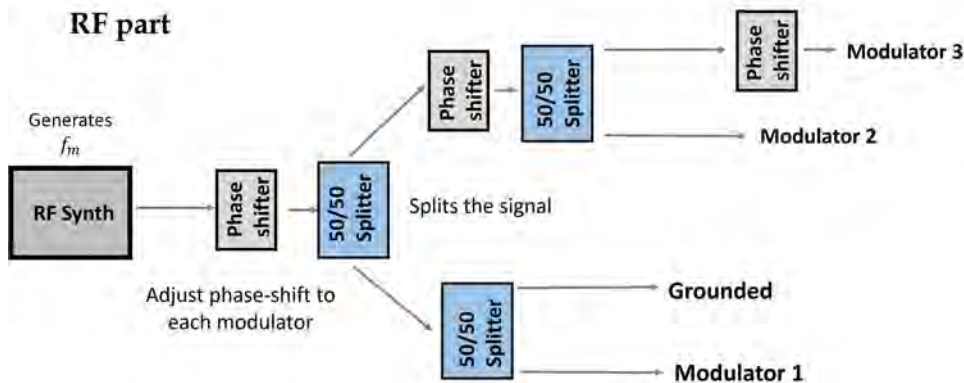 RF part
Generates
fm
RF Synth
Phase
shifter
50/50
Splitter
Splits the signal
Adjust phase-shift to
each modulator
Phase
shifter
50/50
Splitter
Phase
shifter
Modulator 3
Modulator 2
50/50
Splitter
Grounded
Modulator 1